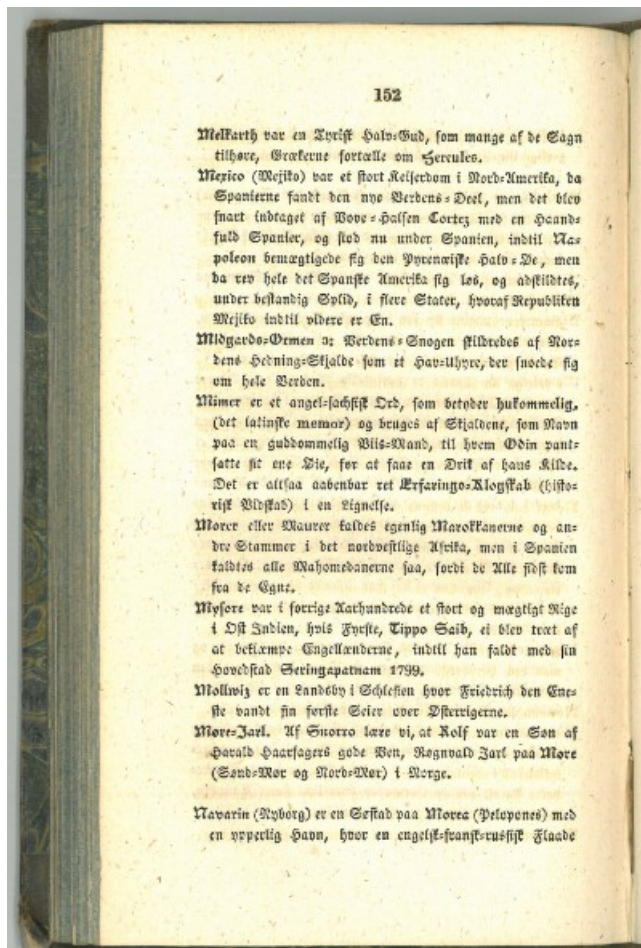 152
Melkarth var en Tyrisk Halv-Gud, som mange af de Sagn
tilhøre, Grækerne fortælle om Hercules.
Mexico (Mejiko) var et stort Keiserdom i Nord-Amerika, da
Spanierne fandt den nye Verdens-Deel, men det blev
snart indtaget af Vove-Halsen Cortez med en Haand-
fuld Spanier, og stod nu under Spanien, indtil Na-
poleon bemægtigede sig den Pyrenæiske Halv-Øe, men
da rev hele det Spanske Amerika sig løs, og adskildtes,
under bestandig Splid, i flere Stater, hvoraf Republiken
Mejiko indtil videre er En.
Midgards-Ormen ɔ: Verdens-Snogen skildredes af Nor-
dens Hedning-Skjalde som et Hav-Uhyre, der snoede sig
om hele Verden.
Mimer er et angel-sachsisk Ord, som betyder hukommelig.
(det latinske memor) og bruges af Skjaldene, som Navn
paa en guddommelig Viis-Mand, til hvem Odin pant-
satte sit ene Øie, for at faae en Drik af hans Kilde.
Det er altsaa aabenbar ret Erfarings-Klogskab (histo-
risk Vidskab) i en Lignelse.
Morer eller Maurer kaldes egenlig Marokkanerne og an-
dre Stammer i det nordvestlige Afrika, men i Spanien
kaldtes alle Mahomedanerne saa, fordi de Alle sidst kom
fra de Egne.
Mysore var i forrige Aarhundrede et stort og mægtigt Rige
i Ost Indien, hvis Fyrste, Tippo Saib, ei blev træt af
at bekæmpe Engellænderne, indtil han faldt med sin
Hovedstad Seringapatnam 1799.
Mollwiz er en Landsby i Schlesien hvor Friedrich den Ene-
ste vandt sin første Seier over Østerrigerne.
Møre-Jarl. Af Snorro lære vi, at Rolf var en Søn af
Harald Haarfagers gode Ven, Rognvald Jarl paa Møre
(Sønd-Mør og Nord-Mør) i Norge.
Navarin (Nyborg) er en Søstad paa Morea (Pelopones) med
en ypperlig Havn, hvor en engelsk-fransk-russisk Flaade